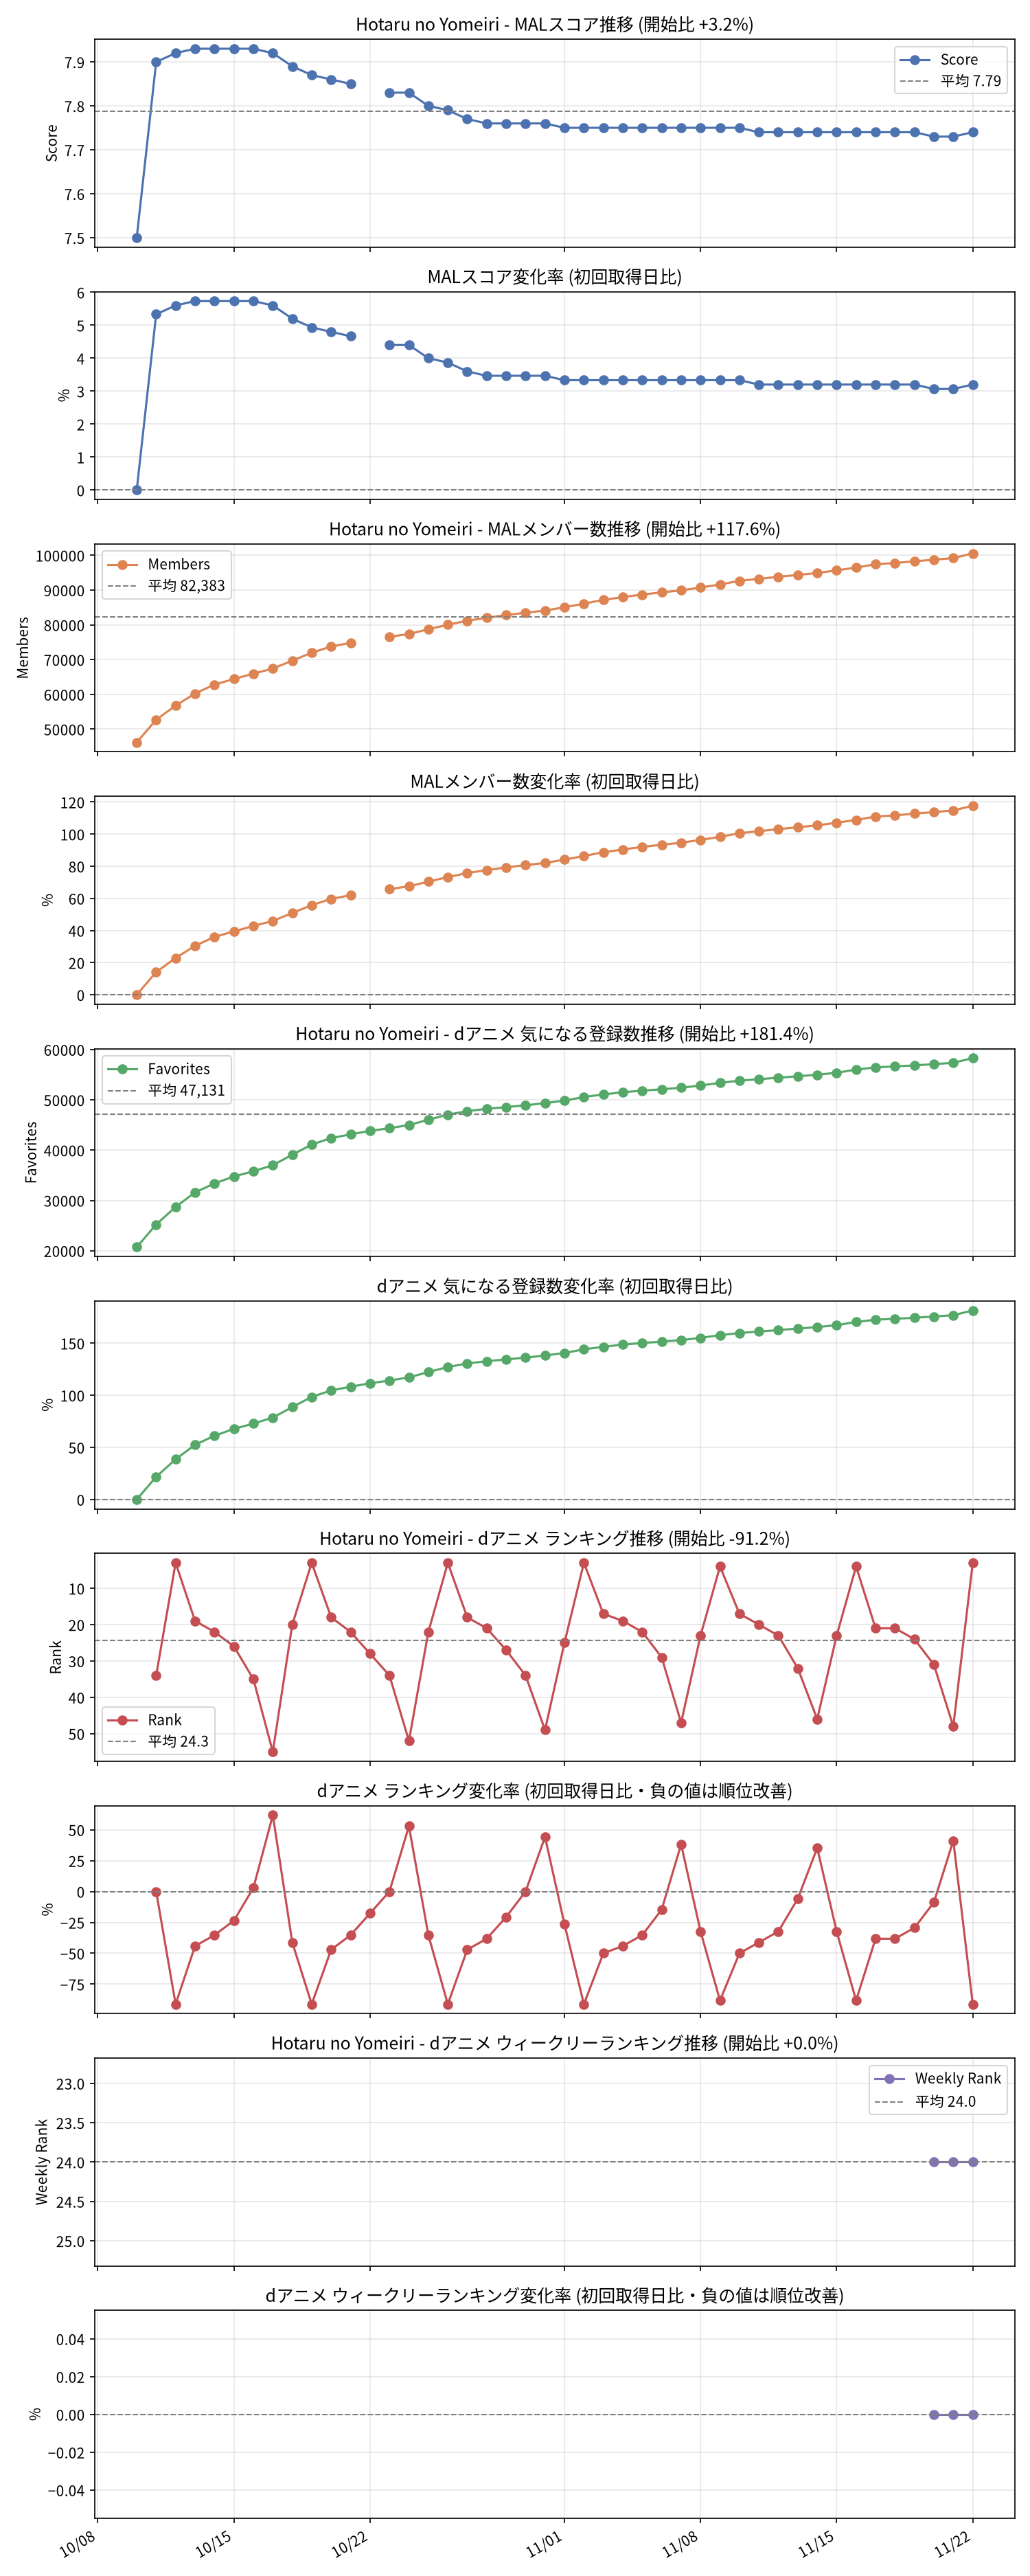 Hotaru no Yomeiri - MALスコア推移 (開始比 +3.2%)
Score
7.9
7.8
7.7
7.6
7.5
Score
平均 7.79
MALスコア変化率 (初回取得日比)
%
6
5
4
3
2
1
0
Hotaru no Yomeiri - MALメンバー数推移 (開始比 +117.6%)
Members
100000
90000
80000
70000
60000
50000
Members
平均 82,383
MALメンバー数変化率 (初回取得日比)
%
120
100
80
60
40
20
0
Hotaru no Yomeiri - dアニメ 気になる登録数推移 (開始比 +181.4%)
Favorites
60000
50000
40000
30000
20000
Favorites
平均 47,131
dアニメ 気になる登録数変化率 (初回取得日比)
%
150
100
50
0
Hotaru no Yomeiri - dアニメ ランキング推移 (開始比 -91.2%)
Rank
10
20
30
40
50
Rank
平均 24.3
dアニメ ランキング変化率 (初回取得日比・負の値は順位改善)
%
50
25
0
−25
−50
−75
Hotaru no Yomeiri - dアニメ ウィークリーランキング推移 (開始比 +0.0%)
Weekly Rank
23.0
23.5
24.0
24.5
25.0
Weekly Rank
平均 24.0
dアニメ ウィークリーランキング変化率 (初回取得日比・負の値は順位改善)
%
0.04
0.02
0.00
−0.02
−0.04
10/08
10/15
10/22
11/01
11/08
11/15
11/22